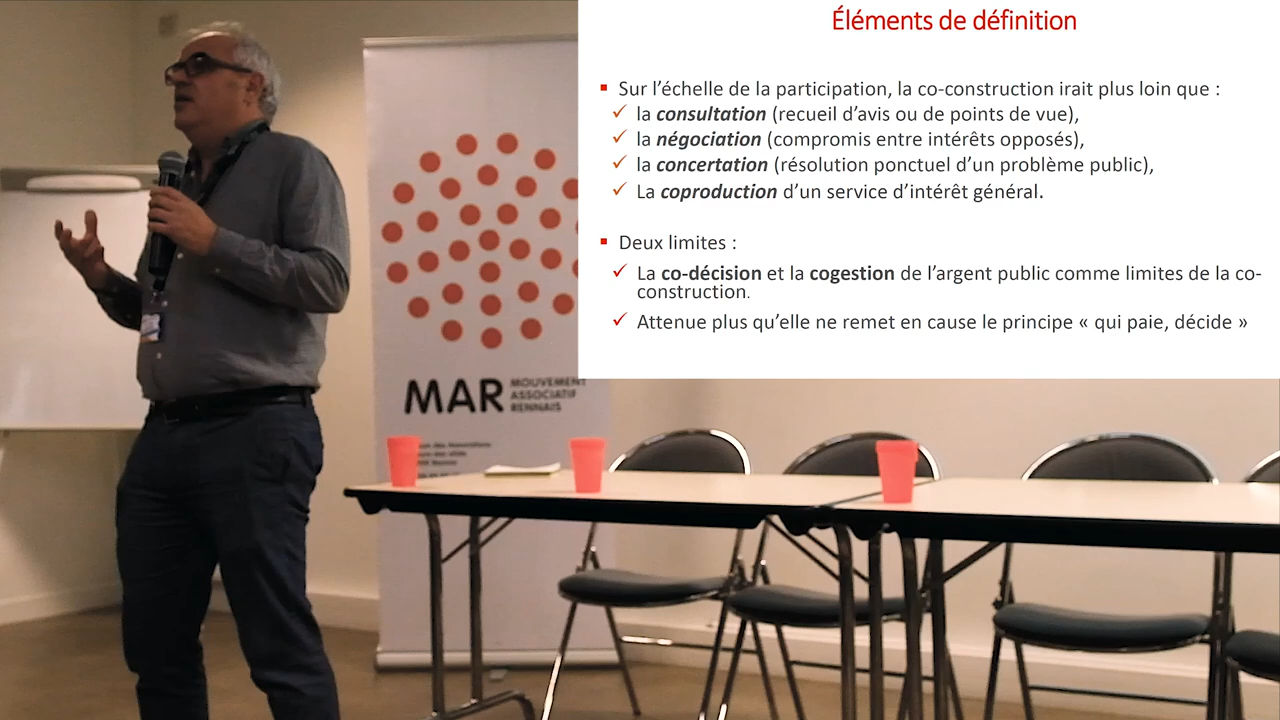 Éléments de définition
Sur l'échelle de la participation, la co-construction irait plus loin que :
la consultation (recueil d'avis ou de points de vue),
la négociation (compromis entre intérêts opposés),
la concertation (résolution ponctuel d'un problème public),
La coproduction d'un service d'intérêt général.
Deux limites :
La co-décision et la cogestion de l'argent public comme limites de la co-
construction.
Attenue plus qu'elle ne remet en cause le principe « qui paie, décide »
MAR
MOUVEMENT
ASSOCIATIF
RENNAIS